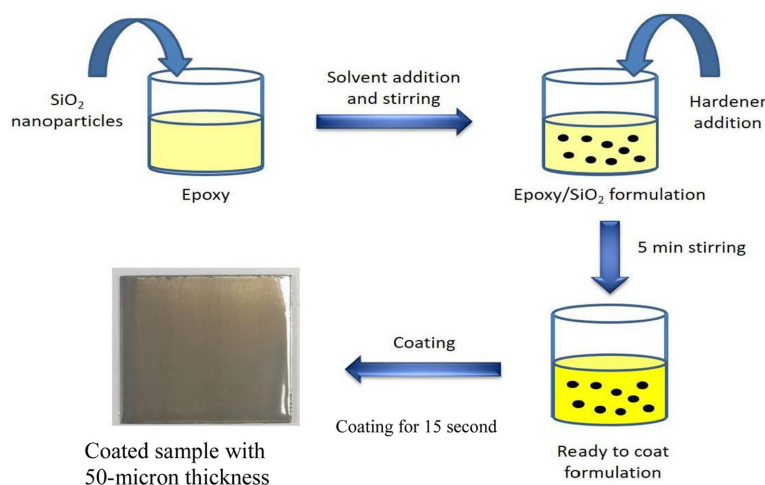 SiO₂
nanoparticles
Epoxy
Solvent addition
and stirring
Hardener
addition
Epoxy/SiO₂ formulation
5 min stirring
Ready to coat
formulation
Coating
Coating for 15 second
Coated sample with
50-micron thickness